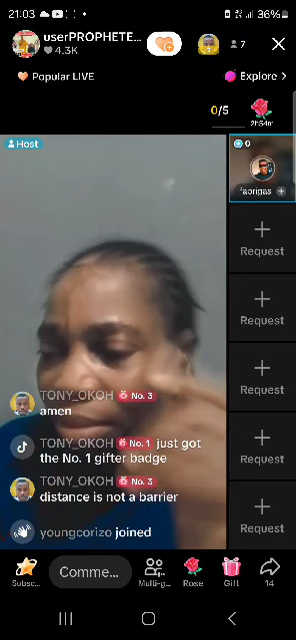 21:03
36%
userPROPHETE...
4.3K
7
Popular LIVE
Explore >
0/5
2h54m
Host
0
fabrigas
Request
Request
Request
Request
Request
TONY_OKOH No. 3
amen
TONY_OKOH No. 1 just got
the No. 1 gifter badge
TONY_OKOH No. 3
distance is not a barrier
youngcorizo joined
Subsc...
Comme...
Multi-g...
Rose
Gift
14